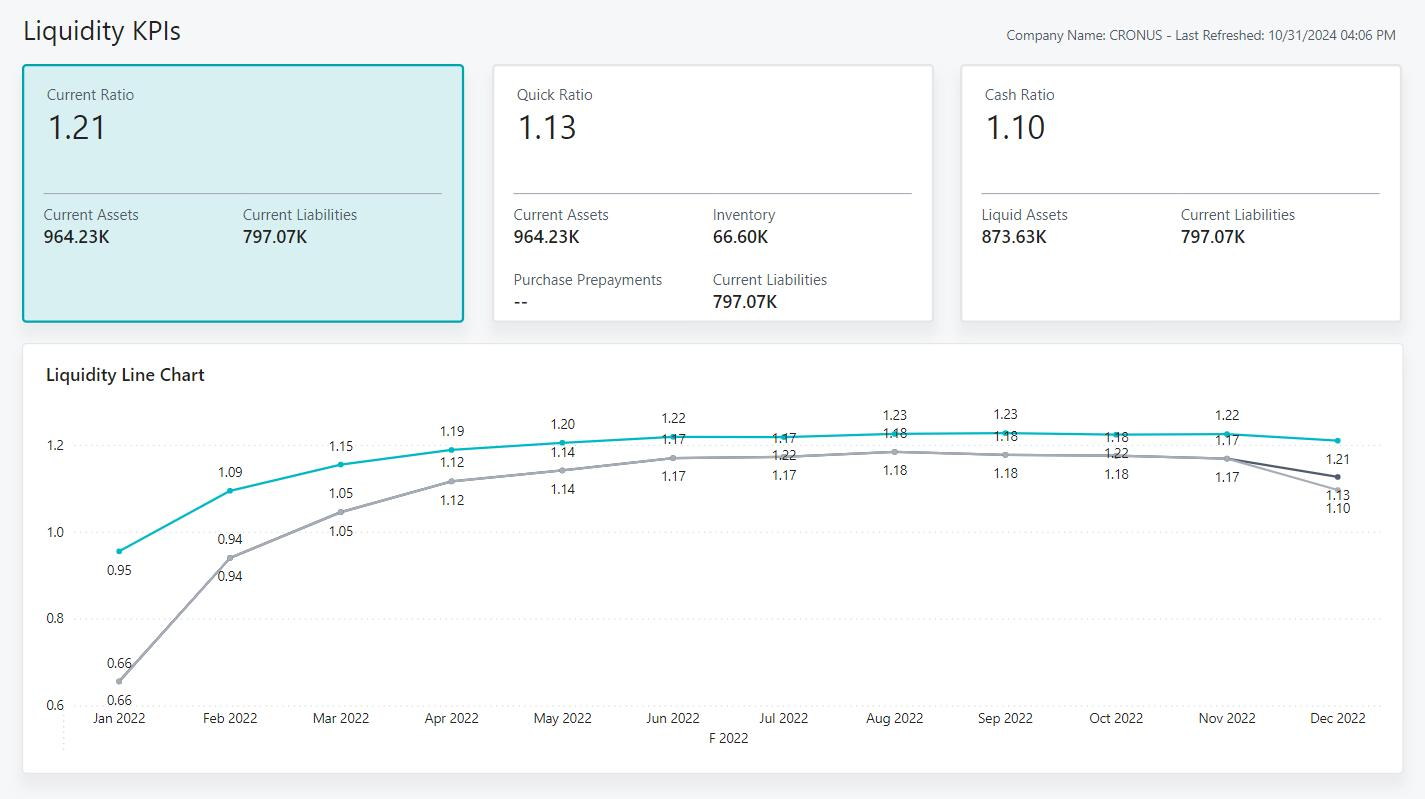 Liquidity KPIs
Company Name: CRONUS - Last Refreshed: 10/31/2024 04:06 PM
Current Ratio
1.21
Current Assets Current Liabilities
964.23K 797.07K
Quick Ratio
1.13
Current Assets Inventory
964.23K 66.60K
Purchase Prepayments Current Liabilities
-- 797.07K
Cash Ratio
1.10
Liquid Assets Current Liabilities
873.63K 797.07K
Liquidity Line Chart
1.2
1.0
0.8
0.6
0.95 1.09 1.15 1.19 1.20 1.22 1.22 1.23 1.23 1.22 1.22 1.21
0.66 0.94 1.05 1.12 1.14 1.17 1.17 1.18 1.18 1.18 1.17 1.13
0.66 0.94 1.05 1.12 1.14 1.17 1.17 1.18 1.18 1.18 1.17 1.10
Jan 2022 Feb 2022 Mar 2022 Apr 2022 May 2022 Jun 2022 Jul 2022 Aug 2022 Sep 2022 Oct 2022 Nov 2022 Dec 2022
F 2022